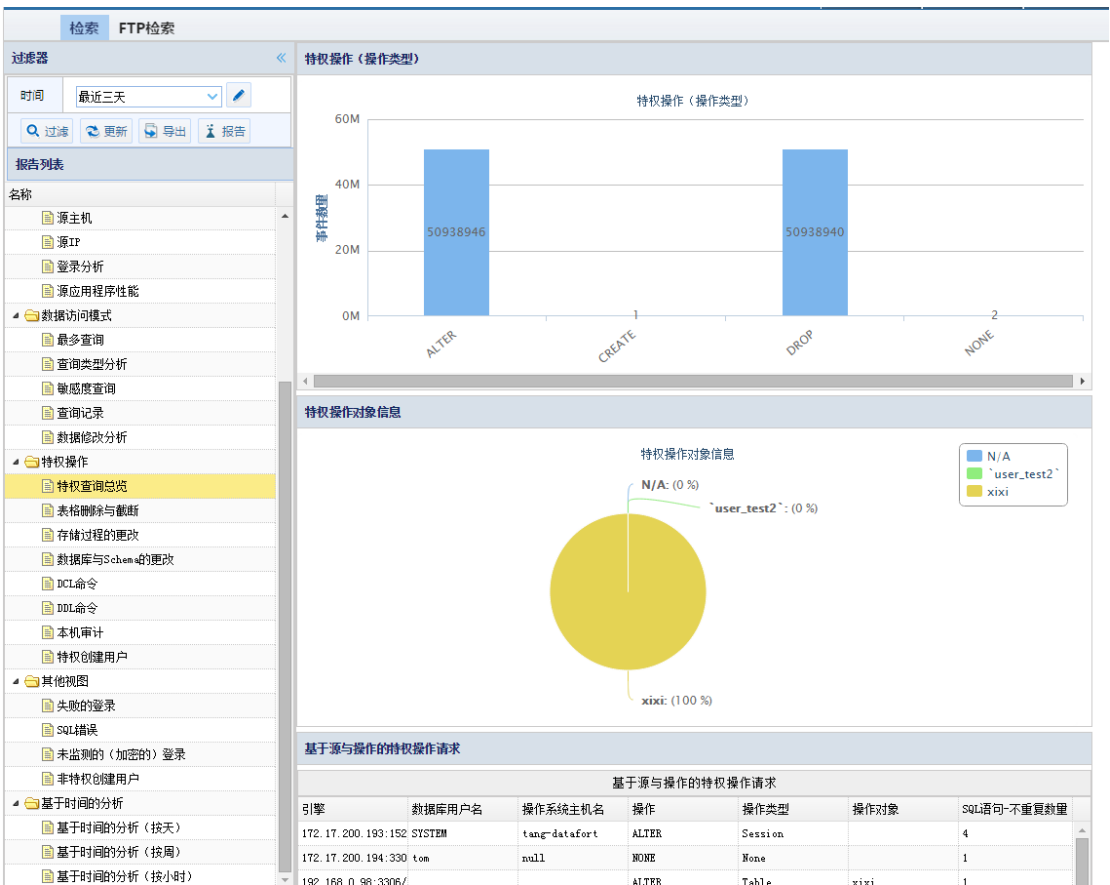 检索 FTP检索
过滤器
时间 最近三天
过滤 更新 导出 报告
报告列表
名称
源主机
源IP
登录分析
源应用程序性能
数据访问模式
最多查询
查询类型分析
敏感度查询
查询记录
数据修改分析
特权操作
特权查询总览
表格删除与截断
存储过程的更改
数据库与Schema的更改
DCL命令
DDL命令
本机审计
特权创建用户
其他视图
失败的登录
SQL错误
未监测的（加密的）登录
非特权创建用户
基于时间的分析
基于时间的分析（按天）
基于时间的分析（按周）
基于时间的分析（按小时）
特权操作（操作类型）
特权操作（操作类型）
事件数量
60M
40M
20M
0M
50938946
1
50938940
2
ALTER
CREATE
DROP
NONE
特权操作对象信息
特权操作对象信息
N/A: (0 %)
`user_test2`: (0 %)
xixi: (100 %)
N/A
`user_test2`
xixi
基于源与操作的特权操作请求
基于源与操作的特权操作请求
引擎 数据库用户名 操作系统主机名 操作 操作类型 操作对象 SQL语句-不重复数量
172.17.200.193:152 SYSTEM tang-datafort ALTER Session 4
172.17.200.194:330 tom null NONE None 1
192.168.0.98:3306/ ALTER Table xixi 1